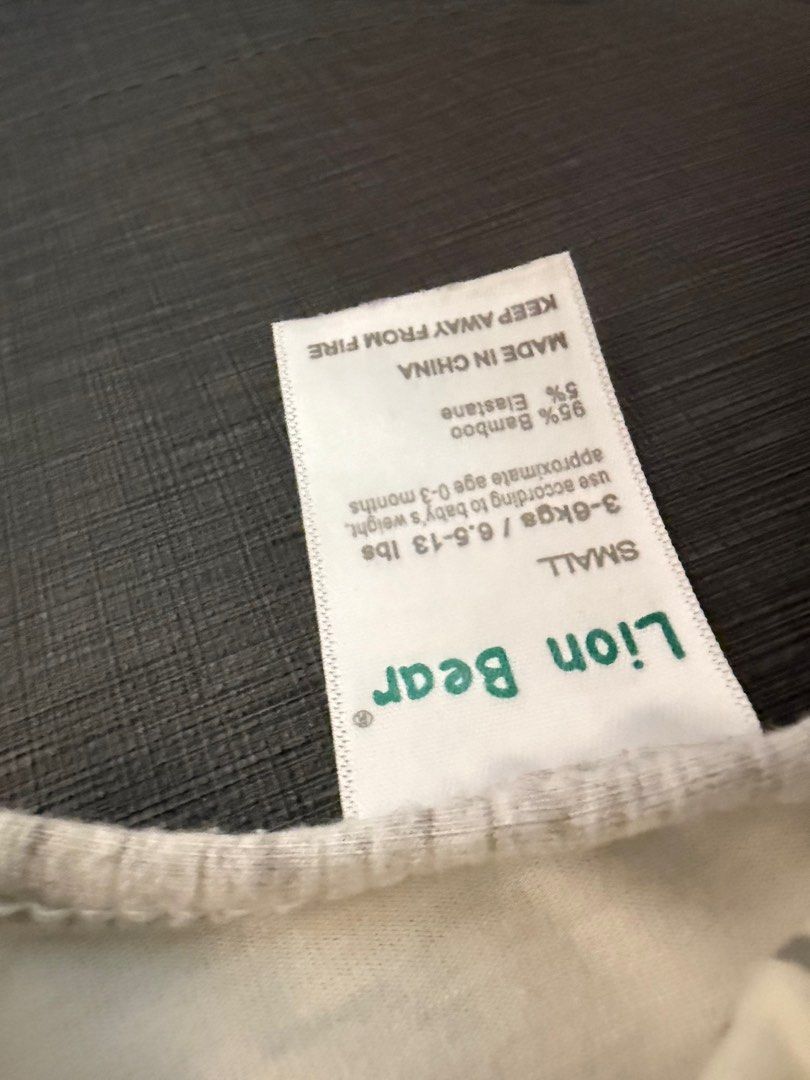 Lion Bear®
SMALL
3-6kgs / 6.5-13 lbs
use according to baby's weight,
approximate age 0-3 months
95% Bamboo
5% Elastane
MADE IN CHINA
KEEP AWAY FROM FIRE